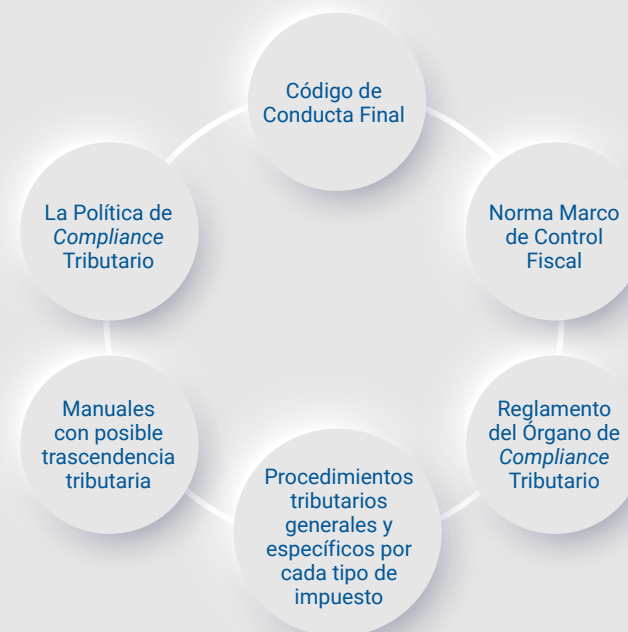 Código de
Conducta Final
La Política de
Compliance
Tributario
Norma Marco
de Control
Fiscal
Manuales
con posible
trascendencia
tributaria
Reglamento
del Órgano de
Compliance
Tributario
Procedimientos
tributarios
generales y
específicos por
cada tipo de
impuesto